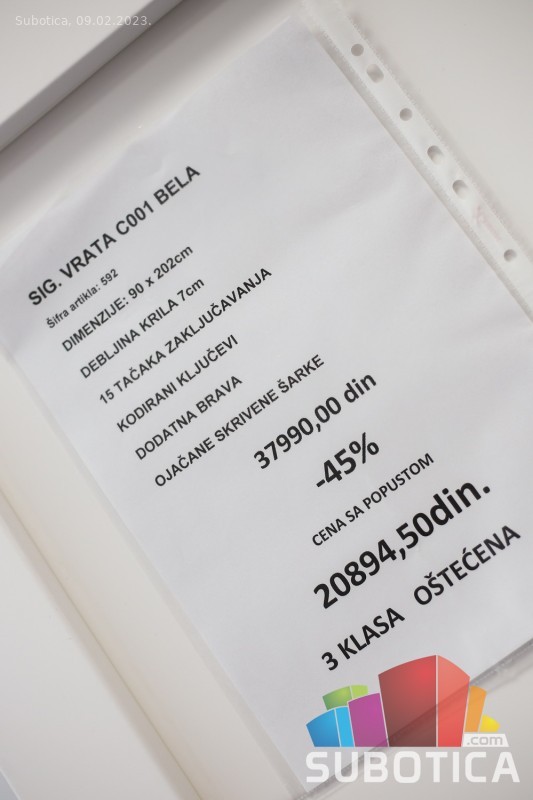 Subotica, 09.02.2023.
SIG. VRATA C001 BELA
Šifra artikla: 592
DIMENZIJE: 90 x 202cm
DEBLJINA KRILA 7cm
15 TAČAKA ZAKLJUČAVANJA
KODIRANI KLJUČEVI
DODATNA BRAVA
OJAČANE SKRIVENE ŠARKE
37990,00 din
-45%
CENA SA POPUSTOM
20894,50din.
3 KLASA OŠTEĆENA
.com
SUBOTICA